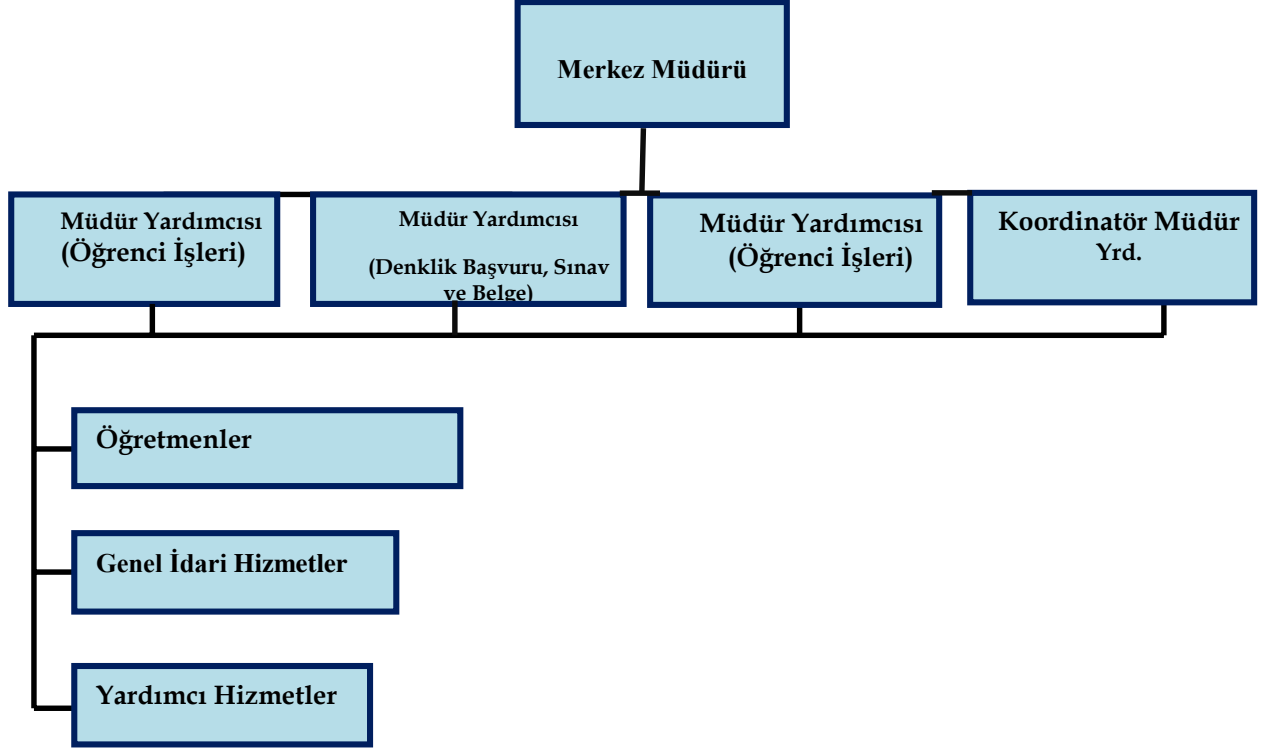 Merkez Müdürü
Müdür Yardımcısı
(Öğrenci İşleri)
Müdür Yardımcısı
(Denklik Başvuru, Sınav
ve Belge)
Müdür Yardımcısı
(Öğrenci İşleri)
Koordinatör Müdür
Yrd.
Öğretmenler
Genel İdari Hizmetler
Yardımcı Hizmetler